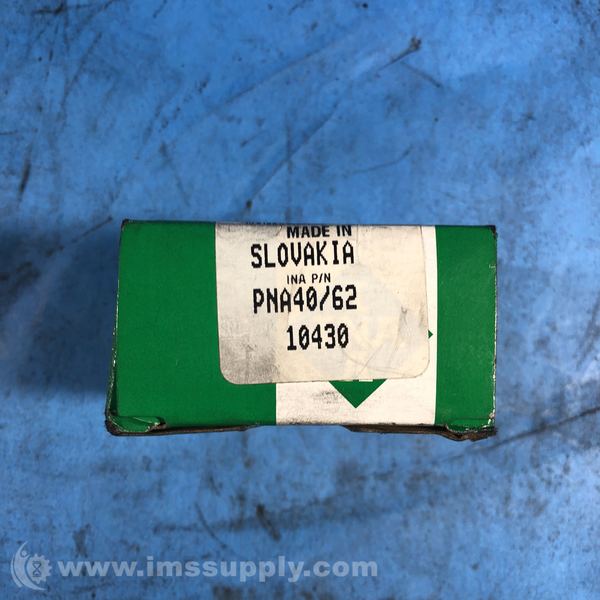 MADE IN
SLOVAKIA
INA P/N
PNA40/62
10430
www.imssupply.com